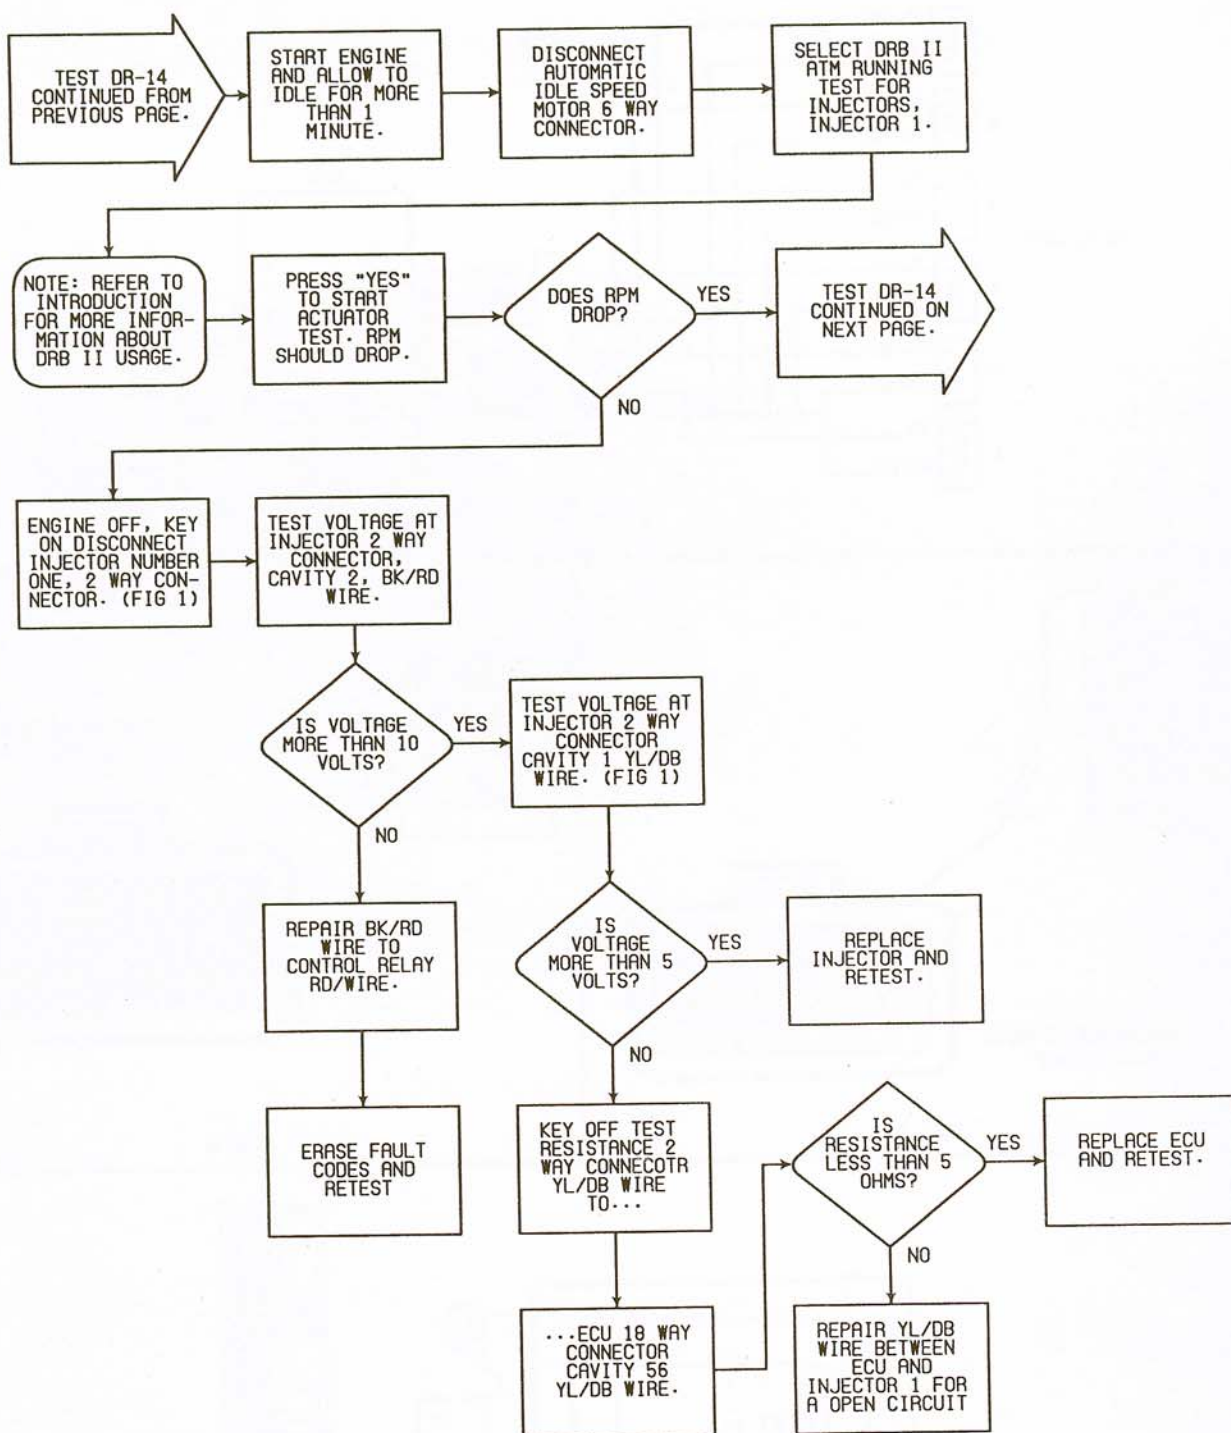 TEST DR-14
CONTINUED FROM
PREVIOUS PAGE.
START ENGINE
AND ALLOW TO
IDLE FOR MORE
THAN 1
MINUTE.
DISCONNECT
AUTOMATIC
IDLE SPEED
MOTOR 6 WAY
CONNECTOR.
SELECT DRB II
ATM RUNNING
TEST FOR
INJECTORS,
INJECTOR 1.
NOTE: REFER TO
INTRODUCTION
FOR MORE INFOR-
MATION ABOUT
DRB II USAGE.
PRESS "YES"
TO START
ACTUATOR
TEST. RPM
SHOULD DROP.
DOES RPM
DROP?
YES
TEST DR-14
CONTINUED ON
NEXT PAGE.
NO
ENGINE OFF, KEY
ON DISCONNECT
INJECTOR NUMBER
ONE, 2 WAY CON-
NECTOR. (FIG 1)
TEST VOLTAGE AT
INJECTOR 2 WAY
CONNECTOR,
CAVITY 2, BK/RD
WIRE.
IS VOLTAGE
MORE THAN 10
VOLTS?
YES
TEST VOLTAGE AT
INJECTOR 2 WAY
CONNECTOR
CAVITY 1 YL/DB
WIRE. (FIG 1)
NO
REPAIR BK/RD
WIRE TO
CONTROL RELAY
RD/WIRE.
IS
VOLTAGE
MORE THAN 5
VOLTS?
YES
REPLACE
INJECTOR AND
RETEST.
NO
ERASE FAULT
CODES AND
RETEST
KEY OFF TEST
RESISTANCE 2
WAY CONNECOTR
YL/DB WIRE
TO...
IS
RESISTANCE
LESS THAN 5
OHMS?
YES
REPLACE ECU
AND RETEST.
NO
...ECU 18 WAY
CONNECTOR
CAVITY 56
YL/DB WIRE.
REPAIR YL/DB
WIRE BETWEEN
ECU AND
INJECTOR 1 FOR
A OPEN CIRCUIT